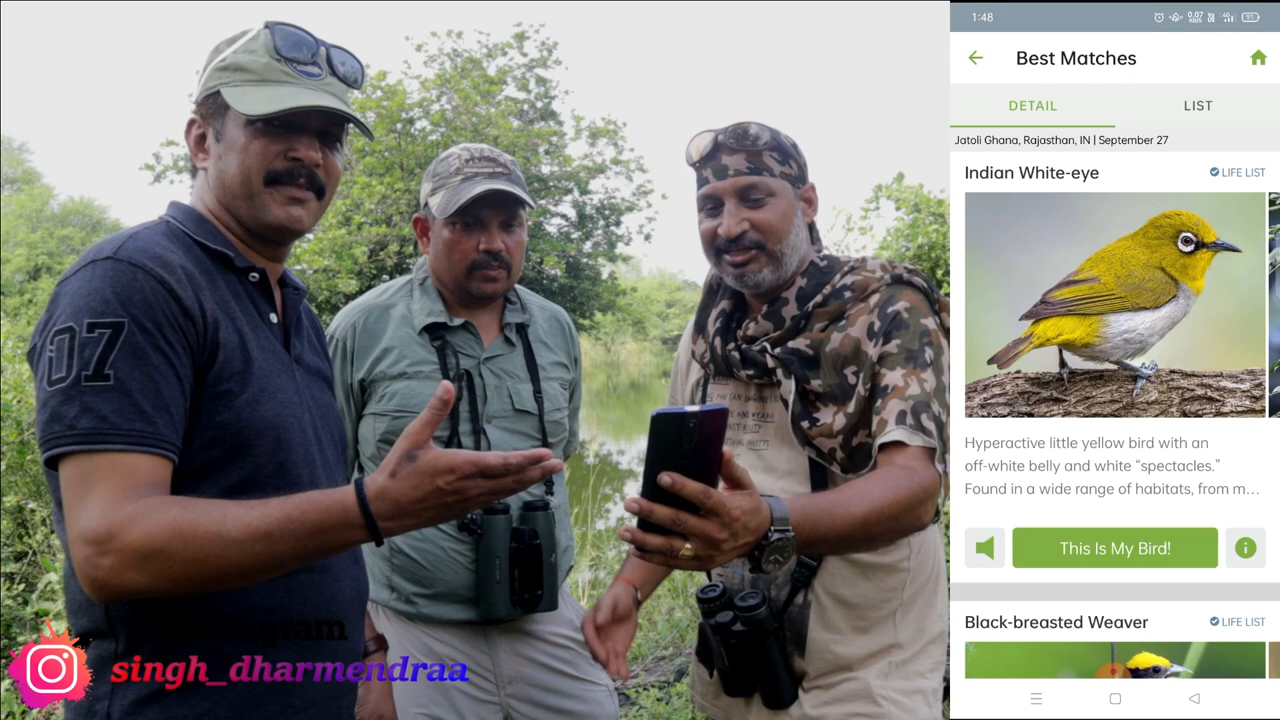 07
singh_dharmendraa
1:48
Best Matches
DETAIL
LIST
Jatoli Ghana, Rajasthan, IN | September 27
Indian White-eye
LIFE LIST
Hyperactive little yellow bird with an
off-white belly and white “spectacles.”
Found in a wide range of habitats, from m...
This Is My Bird!
Black-breasted Weaver
LIFE LIST